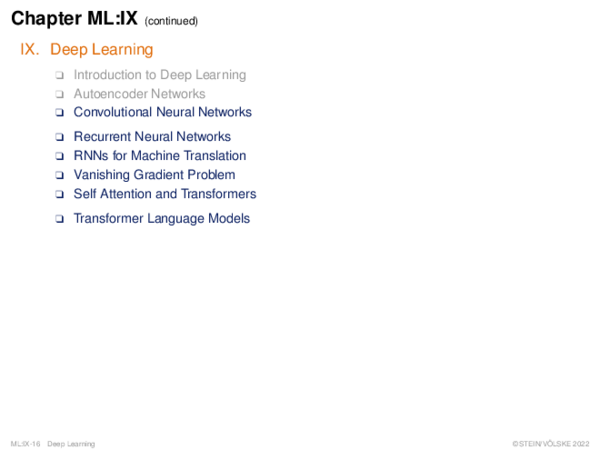 Chapter ML:IX (continued)
IX. Deep Learning
❑ Introduction to Deep Learning
❑ Autoencoder Networks
❑ Convolutional Neural Networks
❑ Recurrent Neural Networks
❑ RNNs for Machine Translation
❑ Vanishing Gradient Problem
❑ Self Attention and Transformers
❑ Transformer Language Models
ML:IX-16 Deep Learning ©STEIN/VÖLSKE 2022